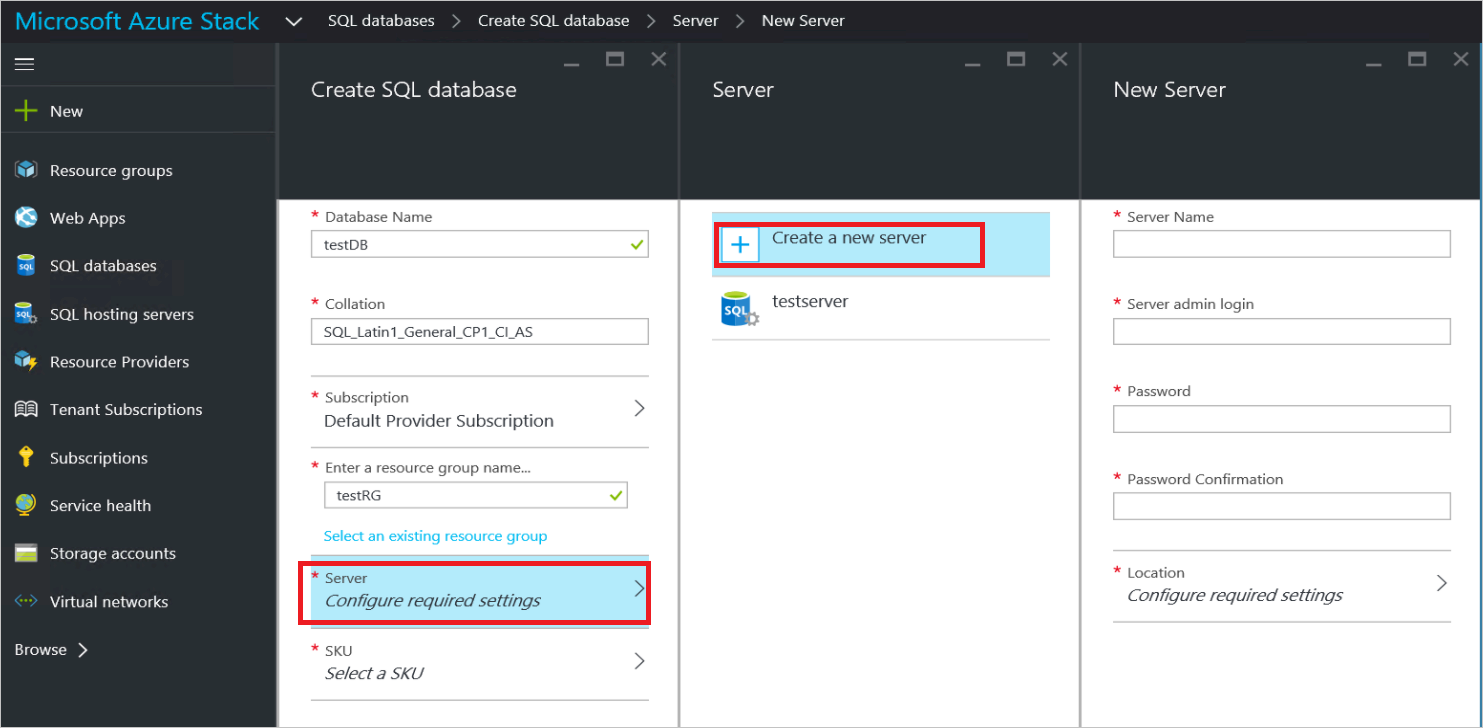 Microsoft Azure Stack
SQL databases > Create SQL database > Server > New Server
New
Resource groups
Web Apps
SQL databases
SQL hosting servers
Resource Providers
Tenant Subscriptions
Subscriptions
Service health
Storage accounts
Virtual networks
Browse
Create SQL database
* Database Name
testDB
* Collation
SQL_Latin1_General_CP1_CI_AS
* Subscription
Default Provider Subscription
* Enter a resource group name...
testRG
Select an existing resource group
* Server
Configure required settings
* SKU
Select a SKU
Server
Create a new server
SQL
testserver
New Server
* Server Name
* Server admin login
* Password
* Password Confirmation
* Location
Configure required settings